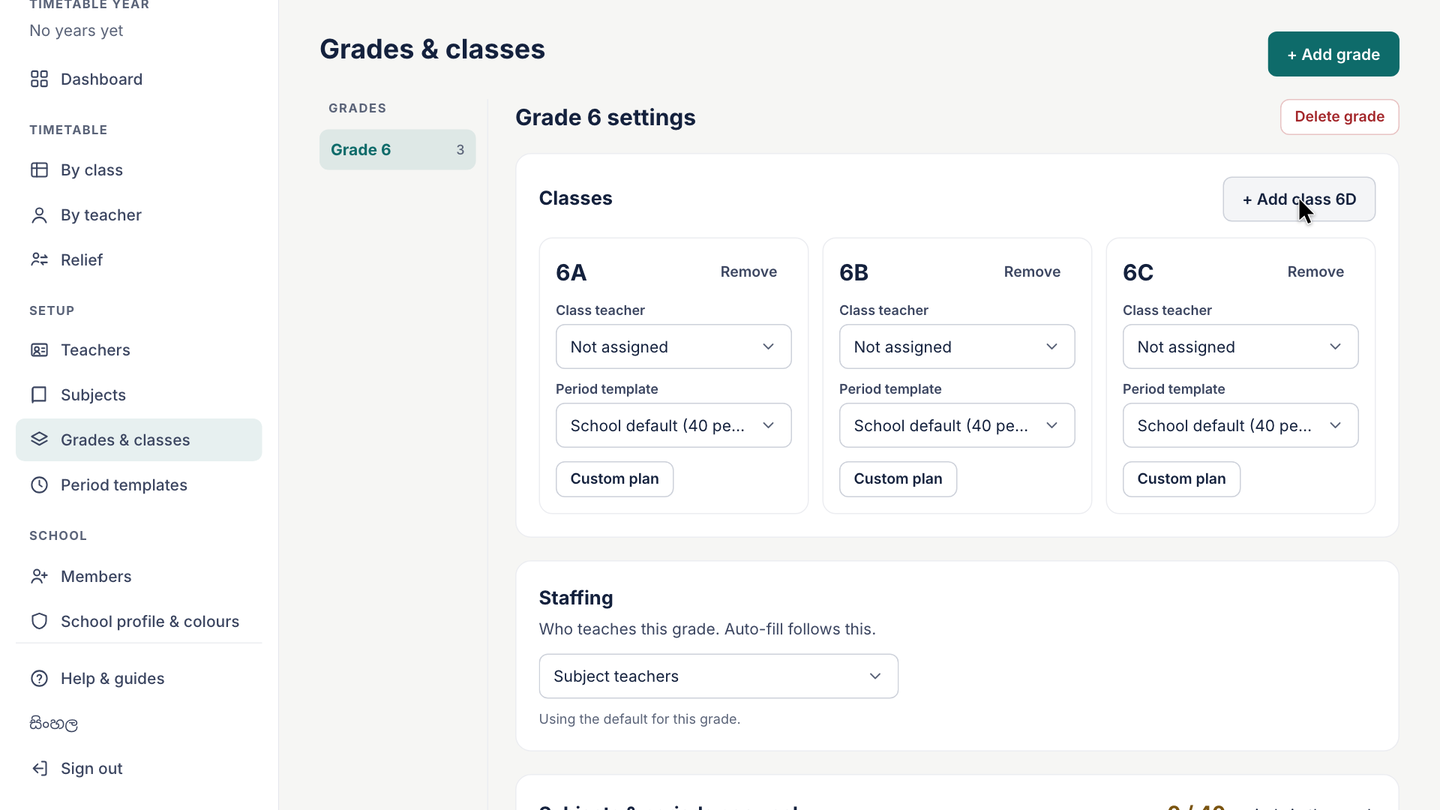 TIMETABLE YEAR
No years yet
Dashboard
TIMETABLE
By class
By teacher
Relief
SETUP
Teachers
Subjects
Grades & classes
Period templates
SCHOOL
Members
School profile & colours
Help & guides
සිංහල
Sign out
Grades & classes
+ Add grade
GRADES
Grade 6 3
Grade 6 settings
Delete grade
Classes
+ Add class 6D
6A Remove
Class teacher
Not assigned
Period template
School default (40 pe...
Custom plan
6B Remove
Class teacher
Not assigned
Period template
School default (40 pe...
Custom plan
6C Remove
Class teacher
Not assigned
Period template
School default (40 pe...
Custom plan
Staffing
Who teaches this grade. Auto-fill follows this.
Subject teachers
Using the default for this grade.